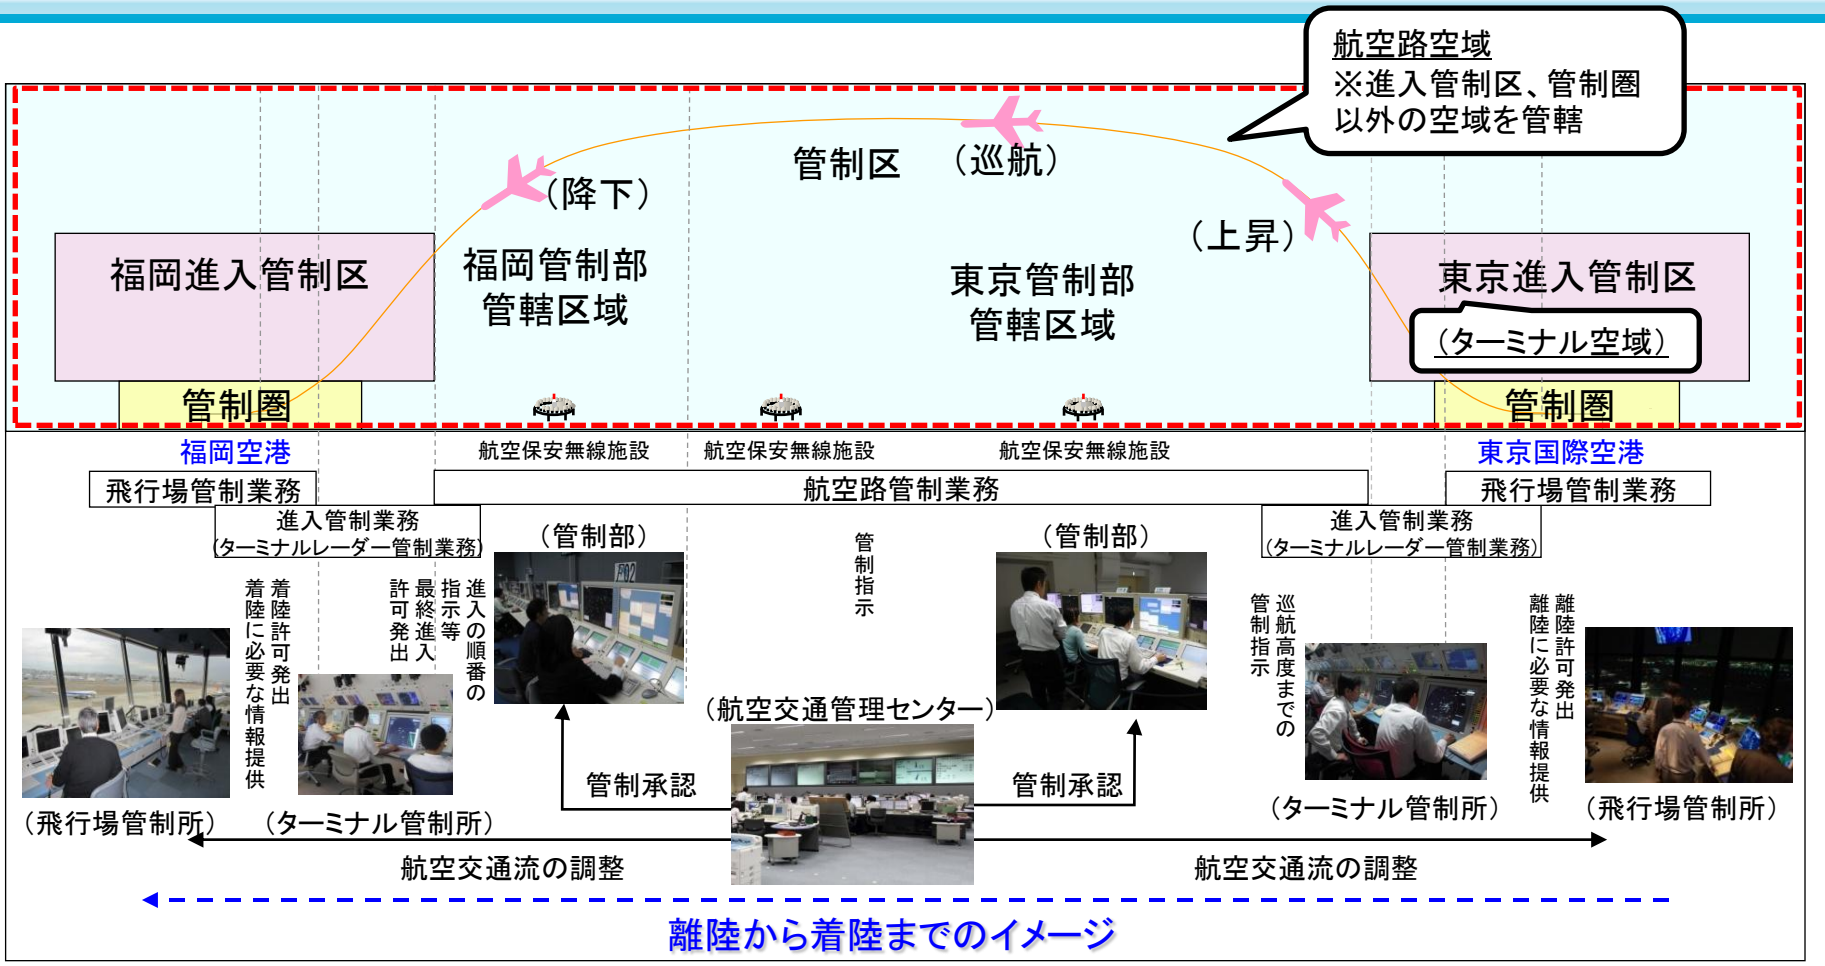 航空路空域
※進入管制区、管制圏
以外の空域を管轄
管制区
（巡航）
（降下）
（上昇）
福岡進入管制区
福岡管制部
管轄区域
東京管制部
管轄区域
東京進入管制区
（ターミナル空域）
管制圏
管制圏
福岡空港
航空保安無線施設
航空保安無線施設
航空保安無線施設
東京国際空港
飛行場管制業務
航空路管制業務
飛行場管制業務
進入管制業務
（ターミナルレーダー管制業務）
進入管制業務
（ターミナルレーダー管制業務）
（管制部）
管制指示
（管制部）
着陸許可発出
着陸に必要な情報提供
進入の順番の
指示等
最終進入
許可発出
巡航高度までの
管制指示
離陸許可発出
離陸に必要な情報提供
（航空交通管理センター）
管制承認
管制承認
（飛行場管制所）
（ターミナル管制所）
（ターミナル管制所）
（飛行場管制所）
航空交通流の調整
航空交通流の調整
離陸から着陸までのイメージ